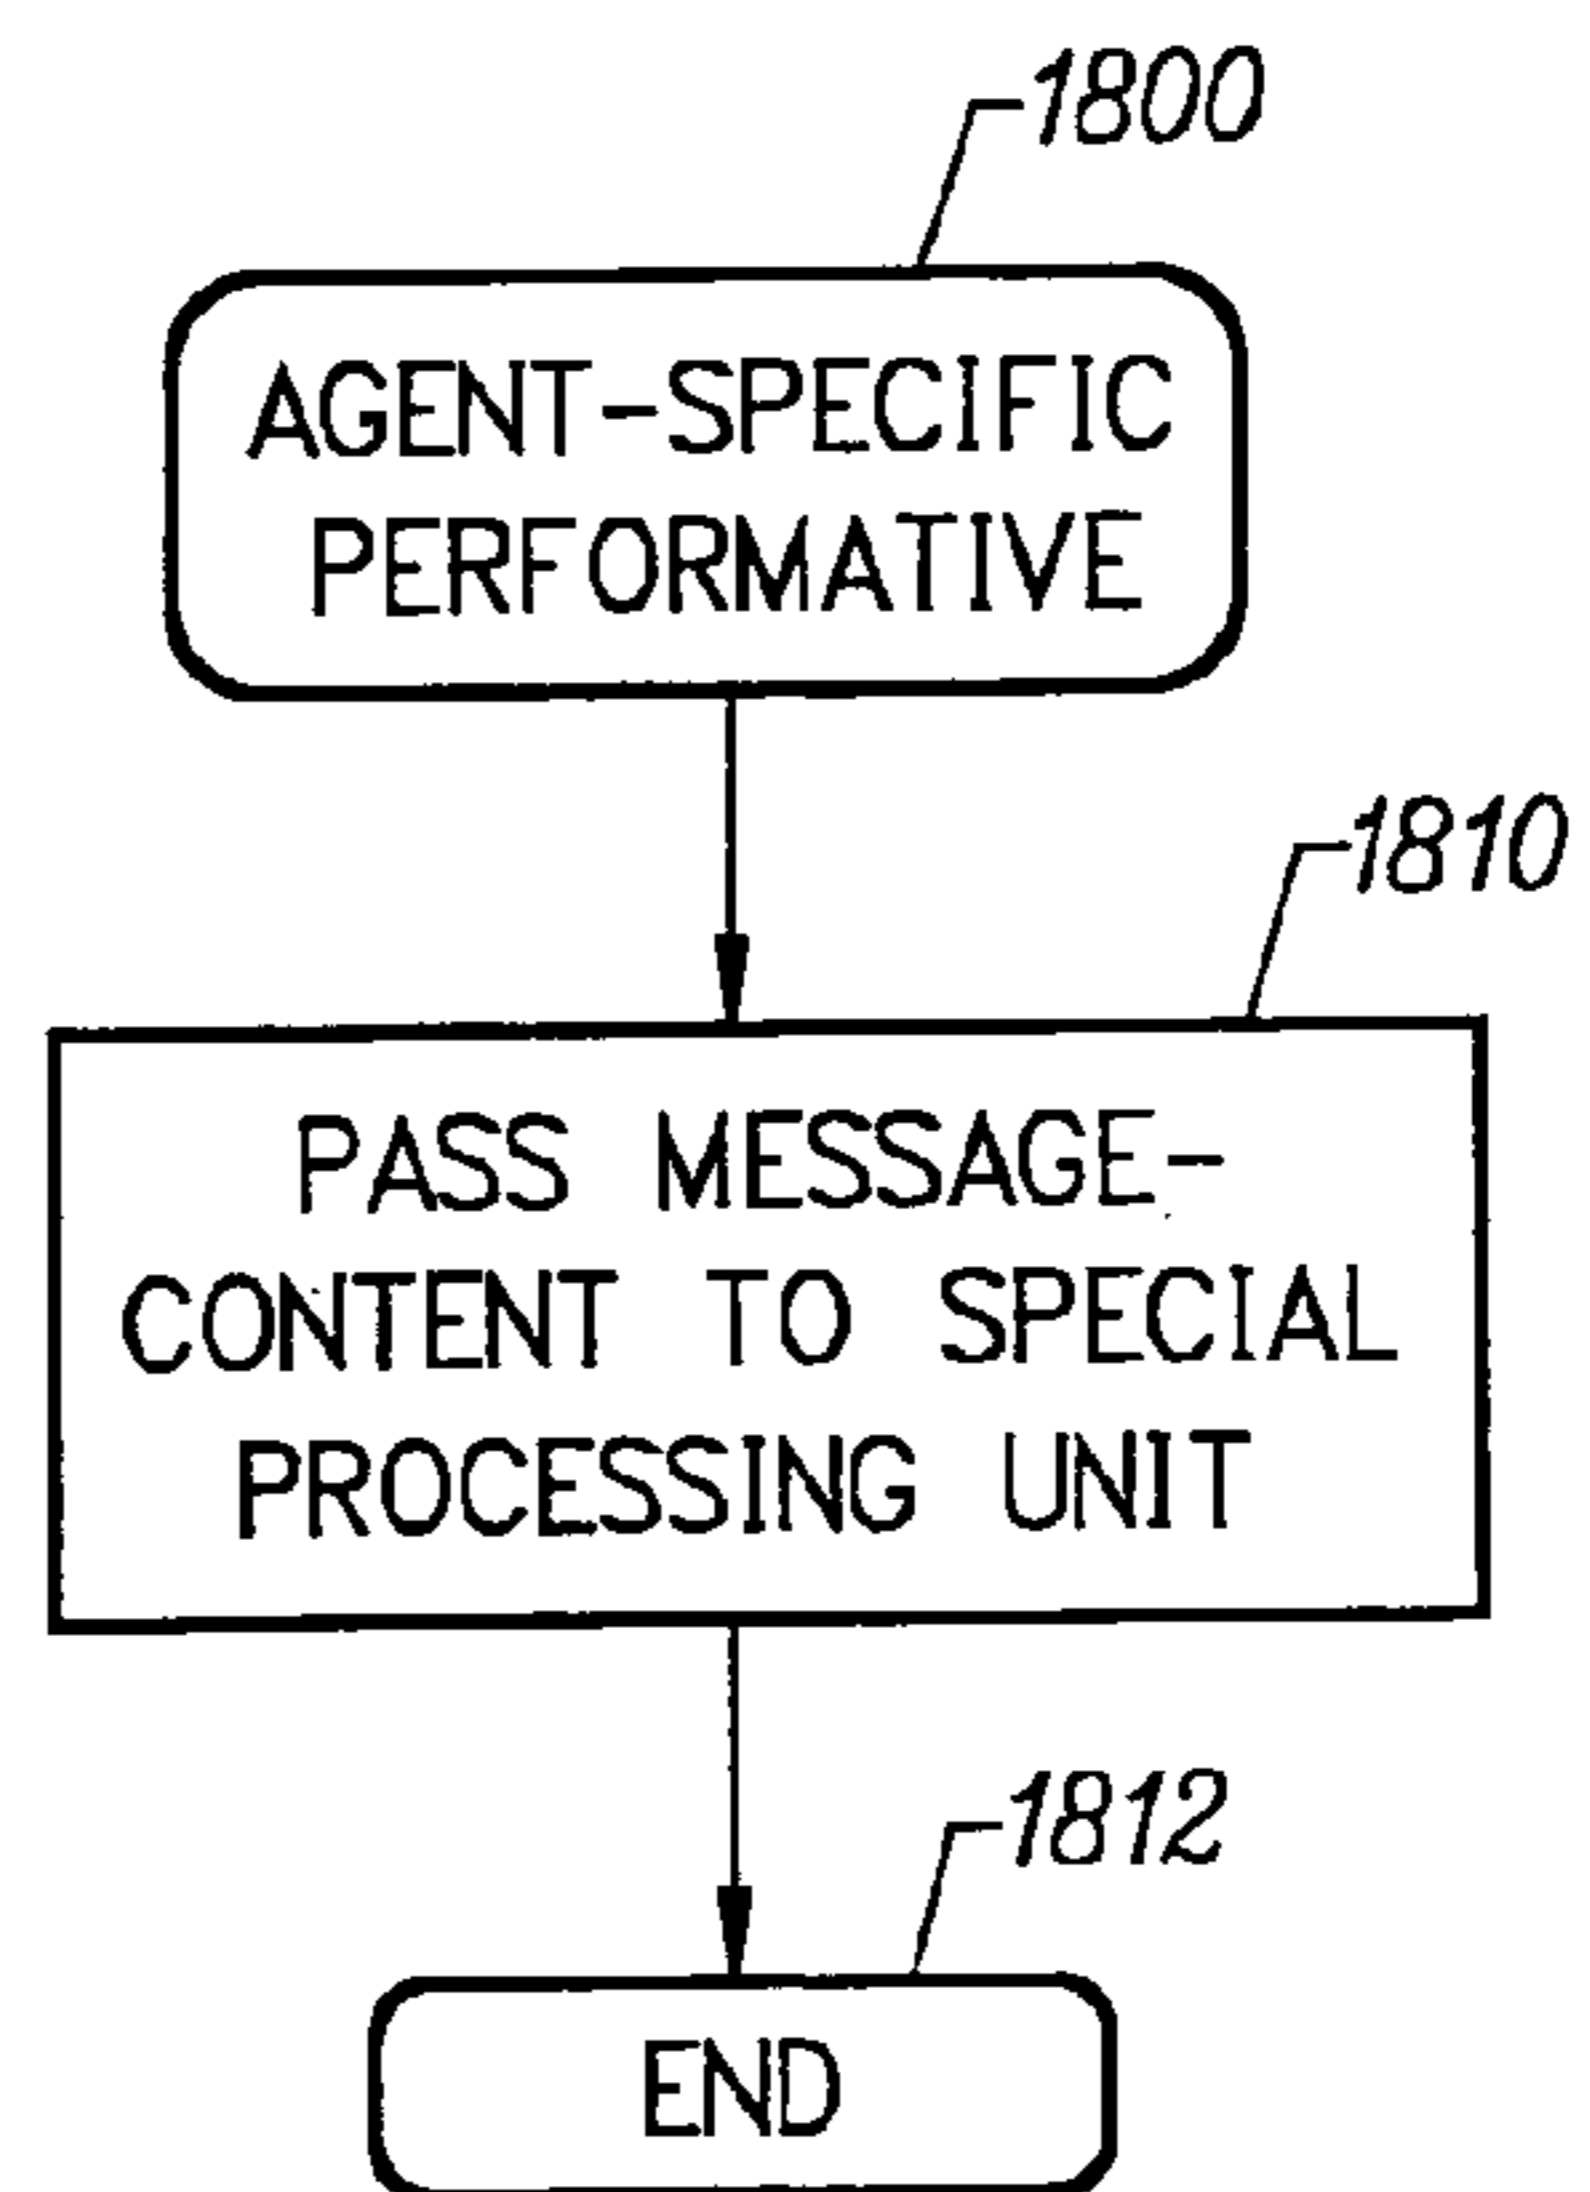 1800
AGENT-SPECIFIC
PERFORMATIVE
1810
PASS MESSAGE-
CONTENT TO SPECIAL
PROCESSING UNIT
1812
END